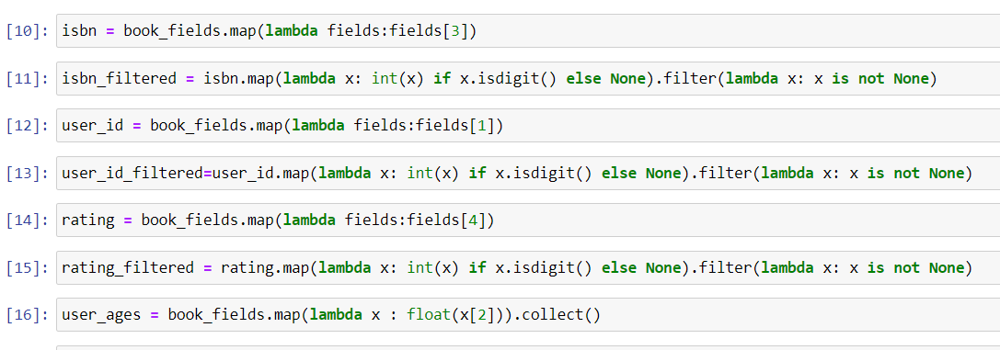 [10]: isbn = book_fields.map(lambda fields:fields[3])
[11]: isbn_filtered = isbn.map(lambda x: int(x) if x.isdigit() else None).filter(lambda x: x is not None)
[12]: user_id = book_fields.map(lambda fields:fields[1])
[13]: user_id_filtered=user_id.map(lambda x: int(x) if x.isdigit() else None).filter(lambda x: x is not None)
[14]: rating = book_fields.map(lambda fields:fields[4])
[15]: rating_filtered = rating.map(lambda x: int(x) if x.isdigit() else None).filter(lambda x: x is not None)
[16]: user_ages = book_fields.map(lambda x : float(x[2])).collect()